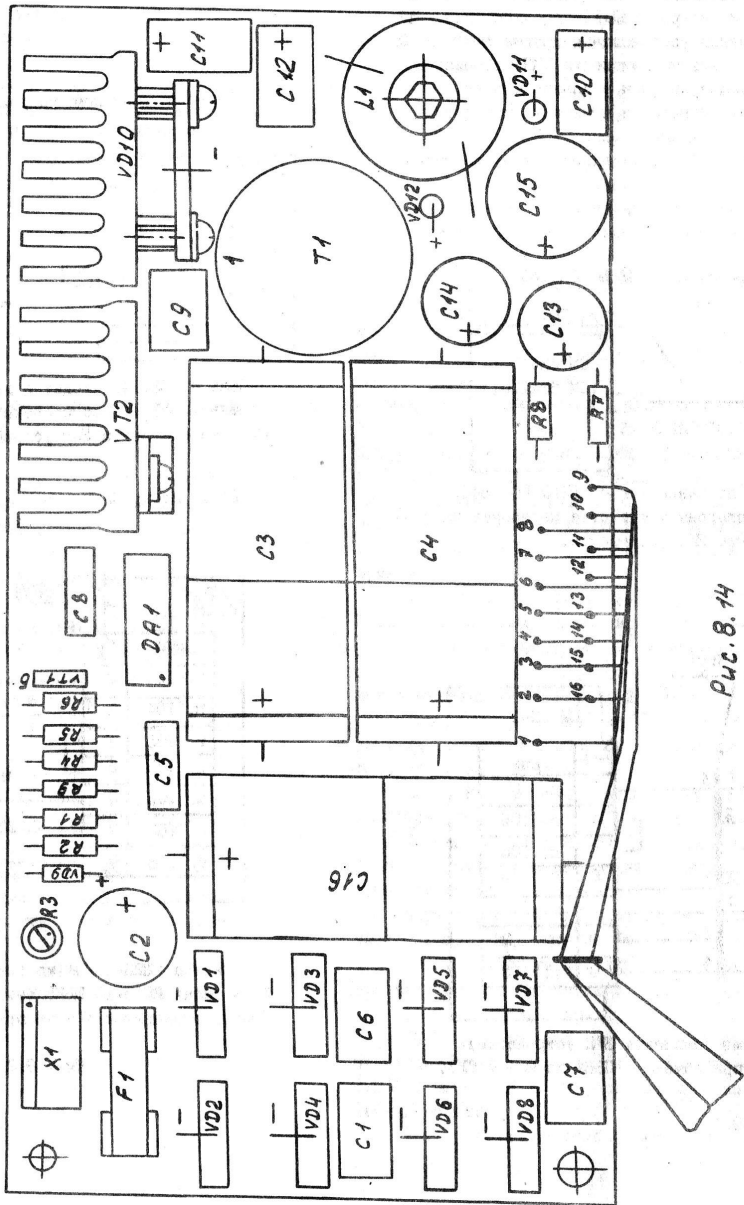 X1
R3
VD9
+
R2
R1
R9
R4
R5
R6
VT1
б
C8
VT2
VD10
+
C11
F1
C2
+
C5
DA1
C9
-
C12
+
VD2
-
VD1
-
C16
+
C3
+
-
1
T1
L1
VD4
-
VD3
-
C1
C6
C4
+
-
C14
+
VD12
+
VD11
+
VD6
-
VD5
-
VD8
-
VD7
-
1 2 3 4 5 6 7 8
R8
C13
+
C15
+
C10
+
C7
16 15 14 13 12 11 10 9
R7
Рис. 8.14